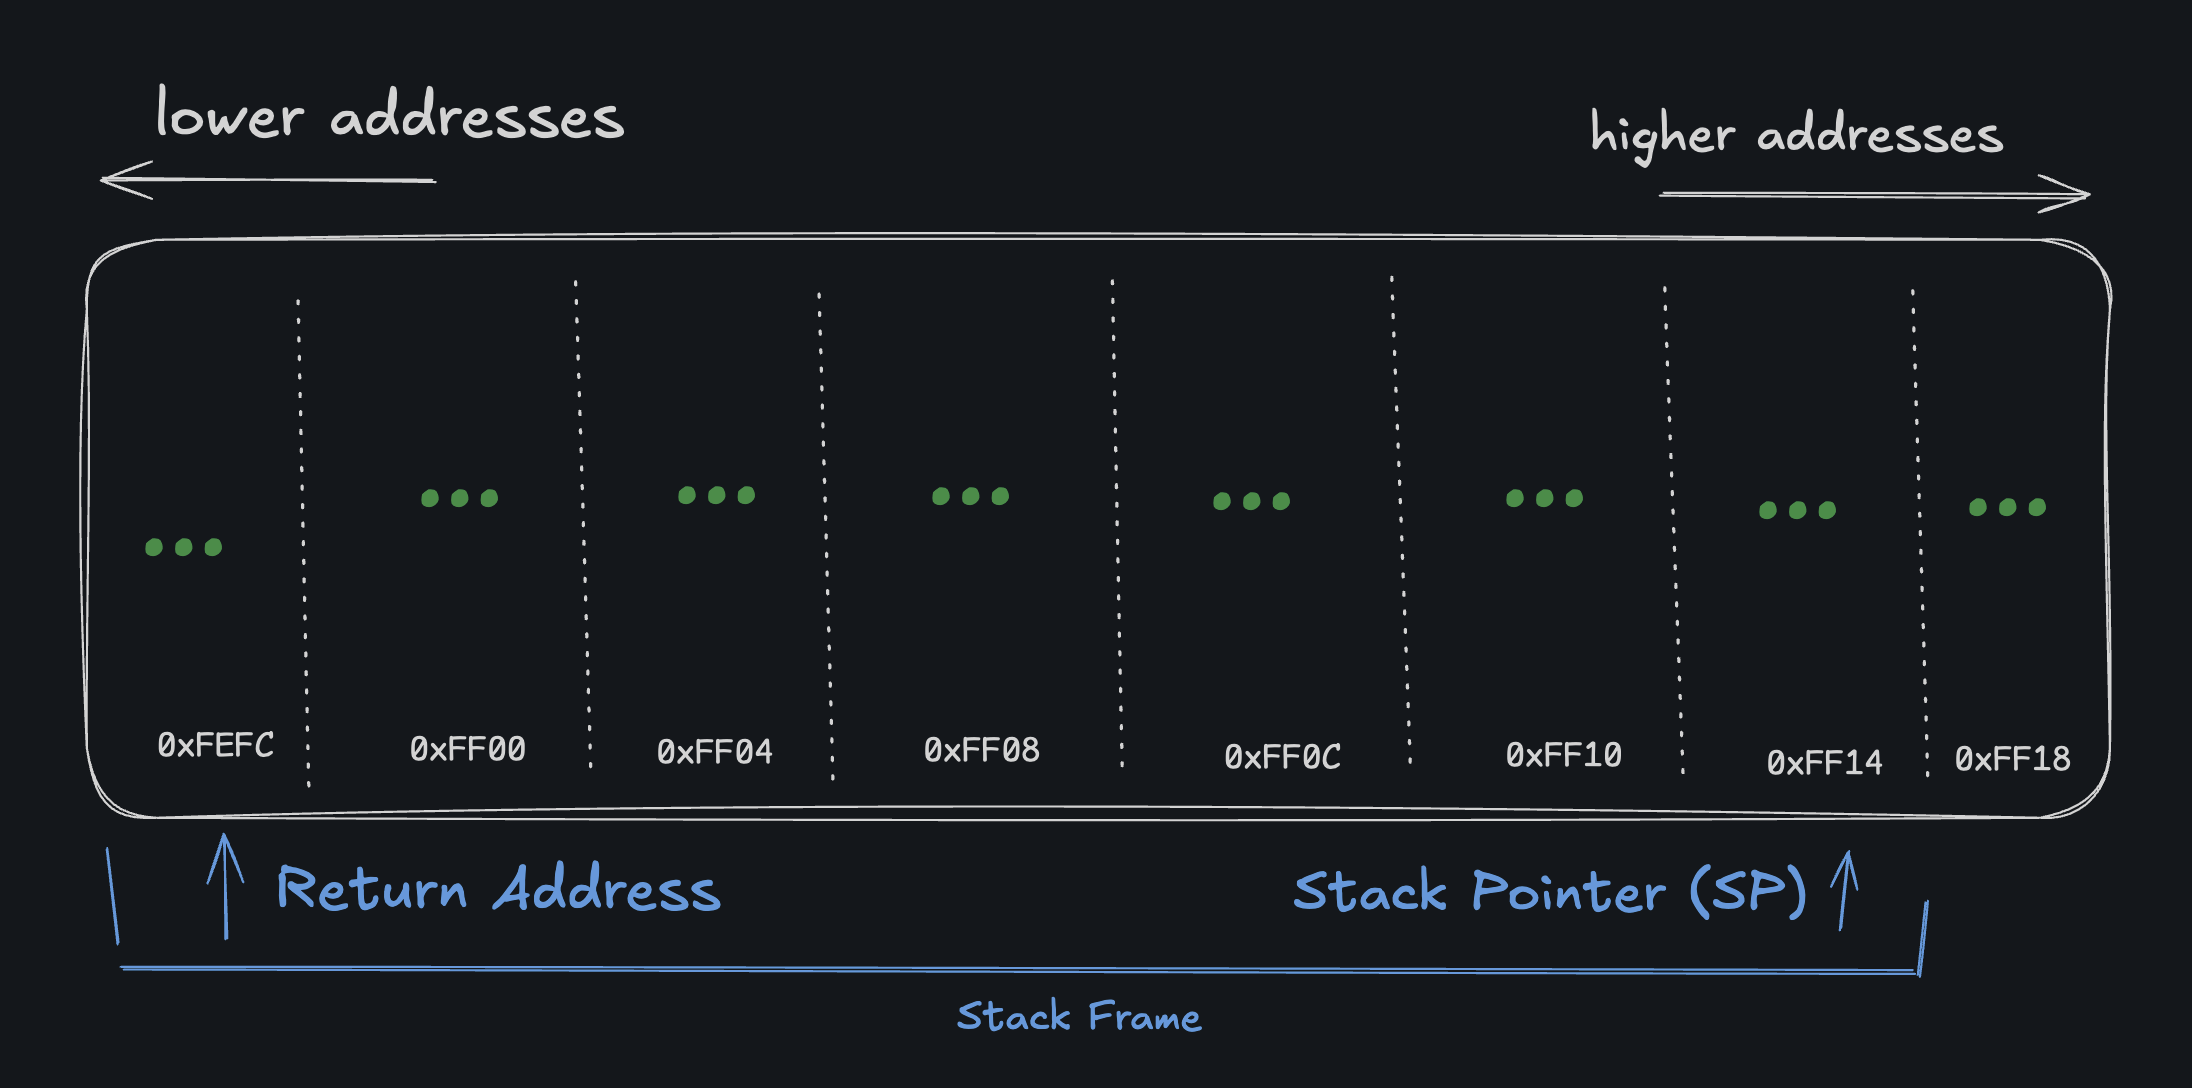 lower addresses
higher addresses
0xFEFC
0xFF00
0xFF04
0xFF08
0xFF0C
0xFF10
0xFF14
0xFF18
Return Address
Stack Pointer (SP)
Stack Frame